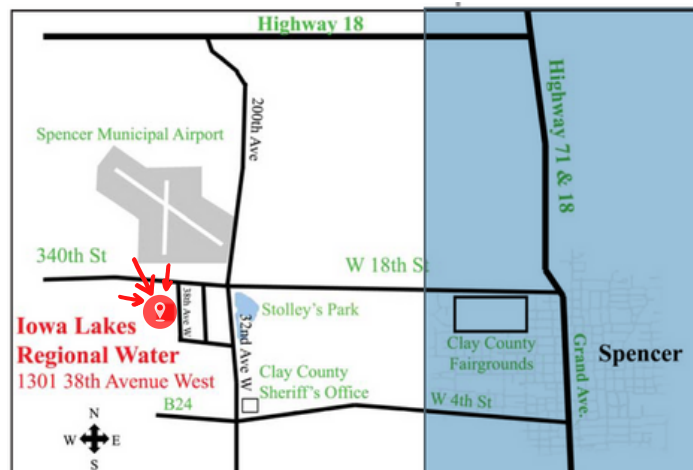 Highway 18
Highway 71 & 18
200th Ave
Spencer Municipal Airport
340th St
W 18th St
38th Ave W
Iowa Lakes
Regional Water
1301 38th Avenue West
Stolley's Park
32nd Ave W
Clay County
Fairgrounds
Spencer
Grand Ave.
Clay County
Sheriff's Office
B24
W 4th St
N
W
E
S